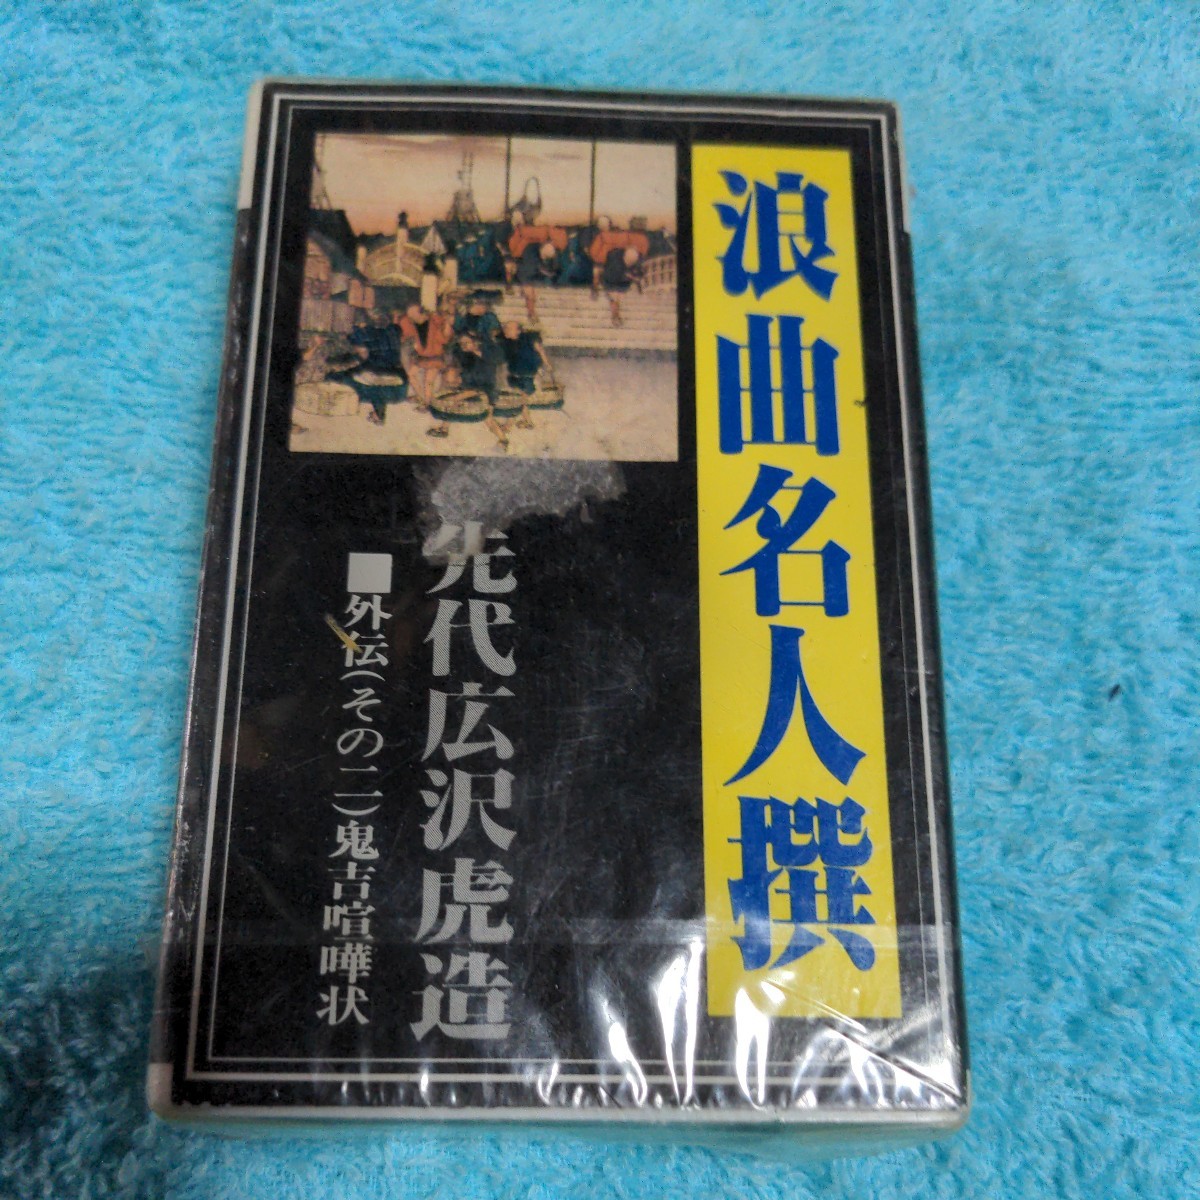 浪曲名人撰
先代広沢虎造
■外伝(その二)鬼吉喧嘩状